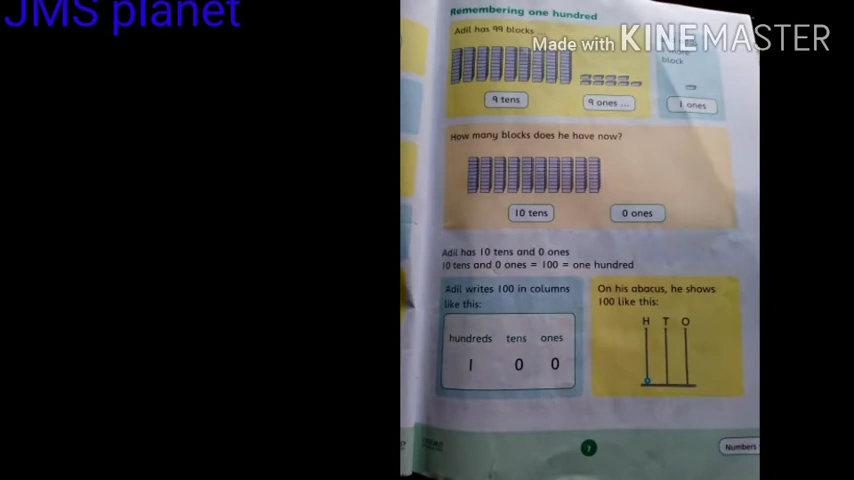 JMS planet
Made with KINEMASTER
Remembering one hundred
Adil has 99 blocks
more
block
9 tens
9 ones ...
1 ones
How many blocks does he have now?
10 tens
0 ones
Adil has 10 tens and 0 ones
10 tens and 0 ones = 100 = one hundred
Adil writes 100 in columns
like this:
hundreds tens ones
1 0 0
On his abacus, he shows
100 like this:
H T O
7
Numbers